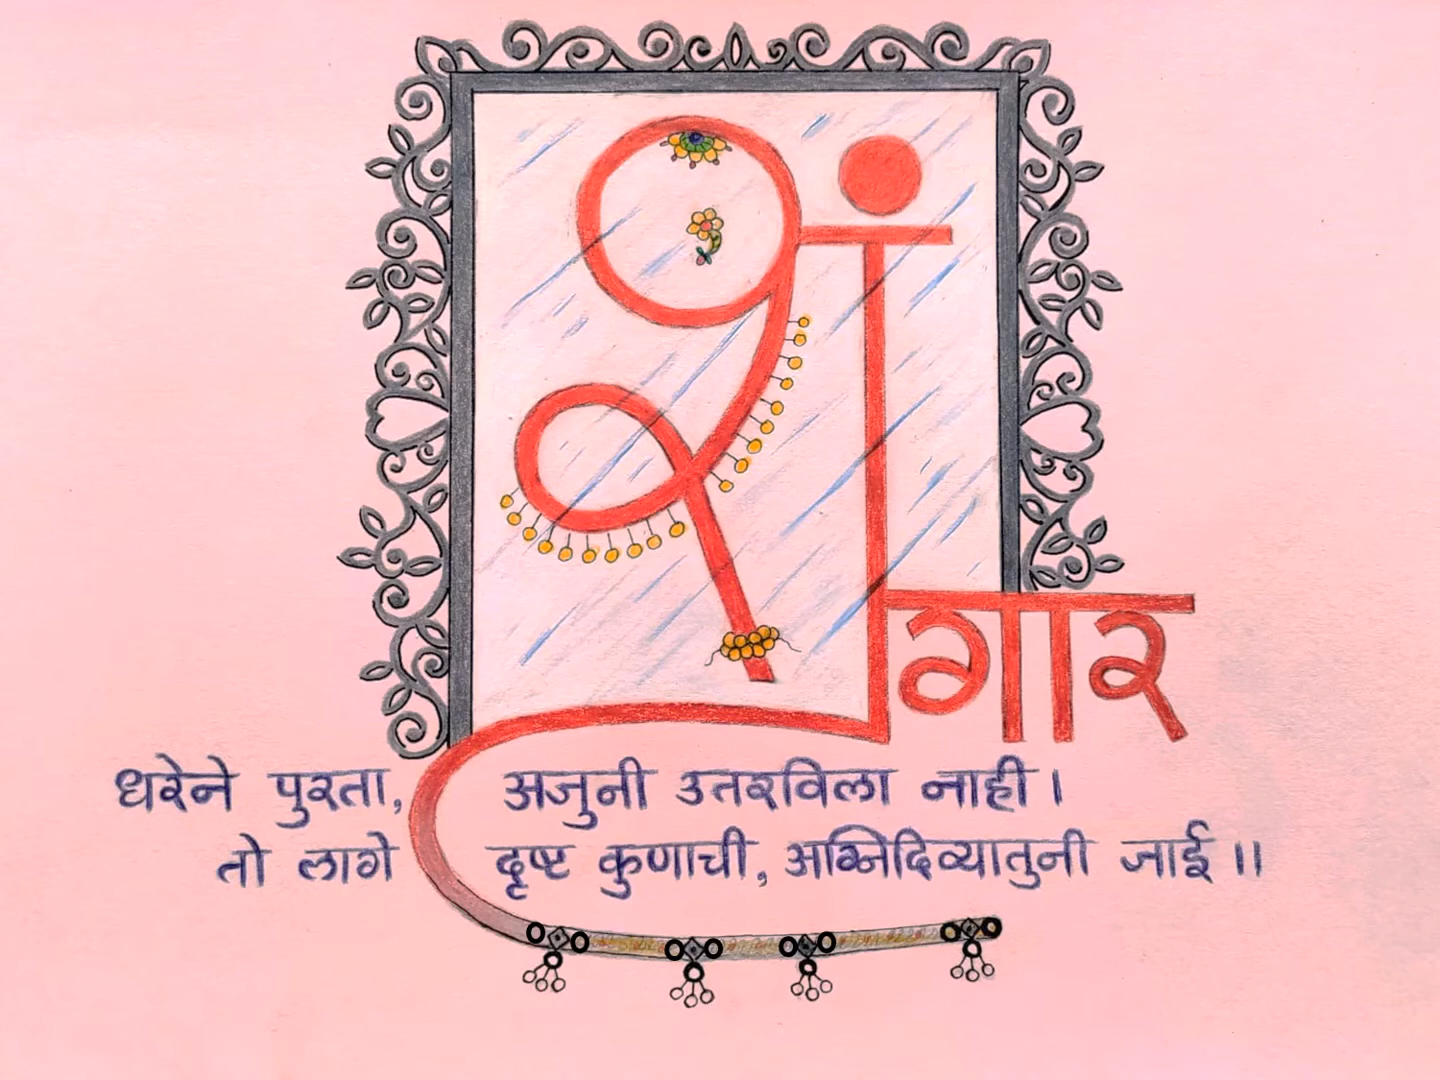 शृंगार
धरेने पुरता, अजुनी उतरविला नाही ।
तो लागे दृष्ट कुणाची, अग्निदिव्यातुनी जाई ।।